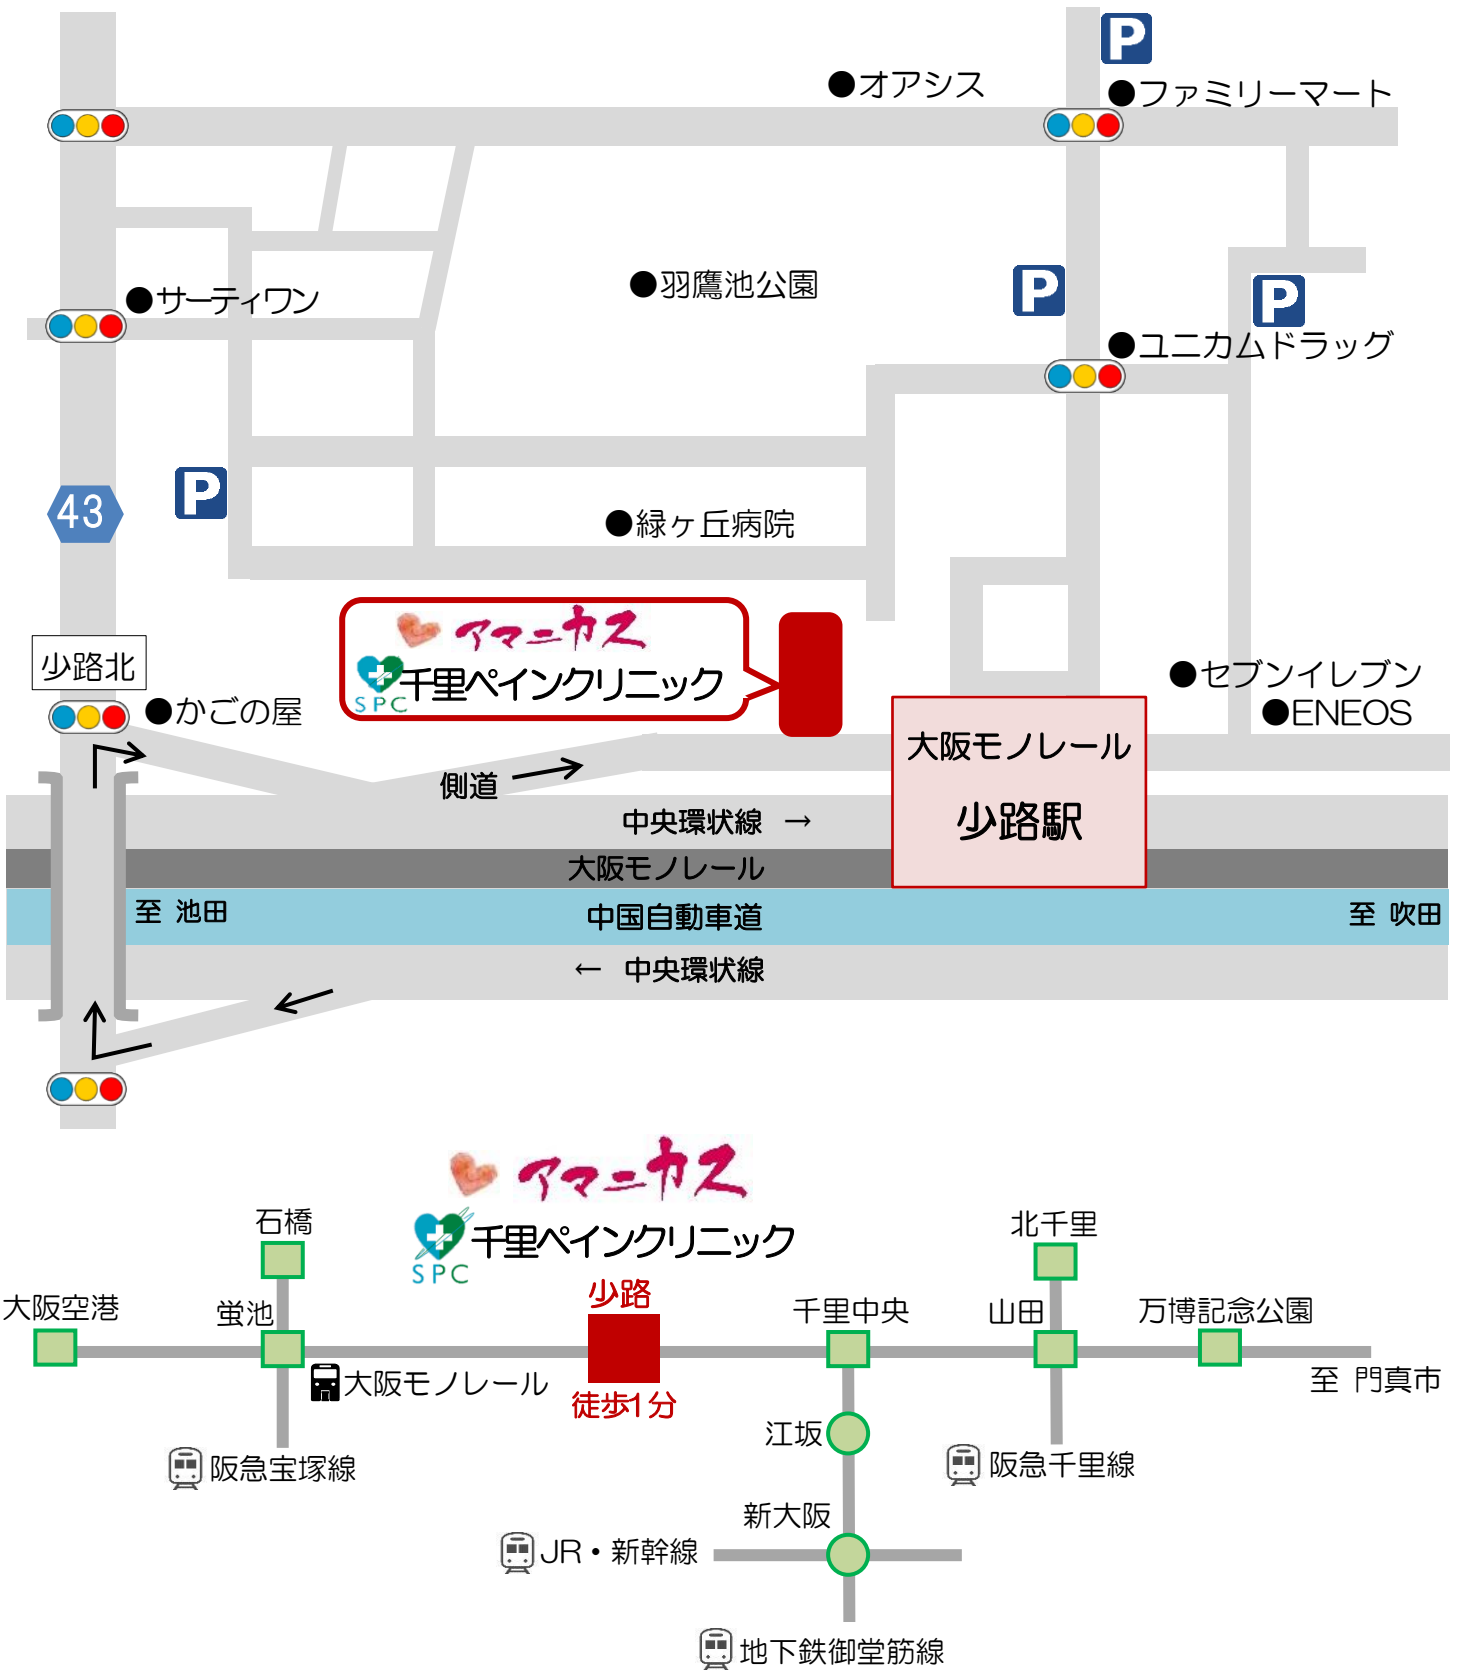 P
●オアシス
●ファミリーマート
●羽鷹池公園
P
P
●サーティワン
●ユニカムドラッグ
P
43
●緑ヶ丘病院
アマニカス
千里ペインクリニック
SPC
少路北
●かごの屋
●セブンイレブン
●ENEOS
大阪モノレール
少路駅
側道
中央環状線 →
大阪モノレール
至 池田
中国自動車道
至 吹田
← 中央環状線
アマニカス
千里ペインクリニック
SPC
石橋
北千里
大阪空港
蛍池
少路
千里中央
山田
万博記念公園
大阪モノレール
徒歩1分
至 門真市
江坂
阪急宝塚線
阪急千里線
新大阪
JR・新幹線
地下鉄御堂筋線